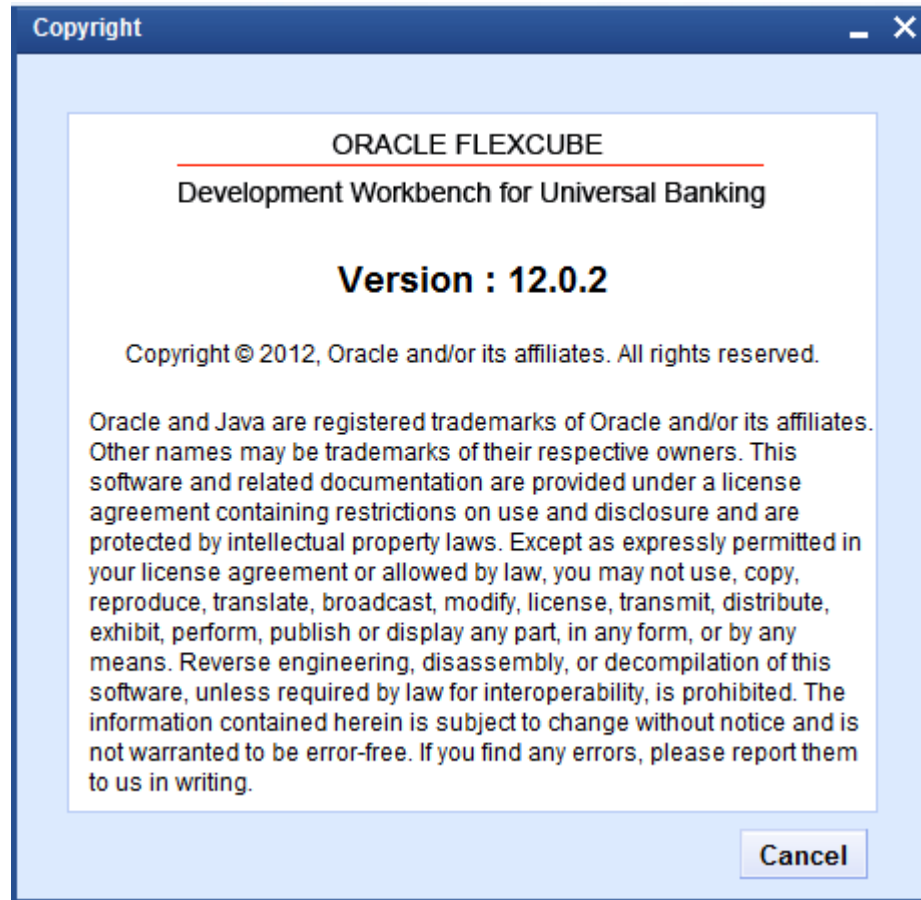 Copyright
ORACLE FLEXCUBE
Development Workbench for Universal Banking
Version : 12.0.2
Copyright © 2012, Oracle and/or its affiliates. All rights reserved.
Oracle and Java are registered trademarks of Oracle and/or its affiliates.
Other names may be trademarks of their respective owners. This
software and related documentation are provided under a license
agreement containing restrictions on use and disclosure and are
protected by intellectual property laws. Except as expressly permitted in
your license agreement or allowed by law, you may not use, copy,
reproduce, translate, broadcast, modify, license, transmit, distribute,
exhibit, perform, publish or display any part, in any form, or by any
means. Reverse engineering, disassembly, or decompilation of this
software, unless required by law for interoperability, is prohibited. The
information contained herein is subject to change without notice and is
not warranted to be error-free. If you find any errors, please report them
to us in writing.
Cancel